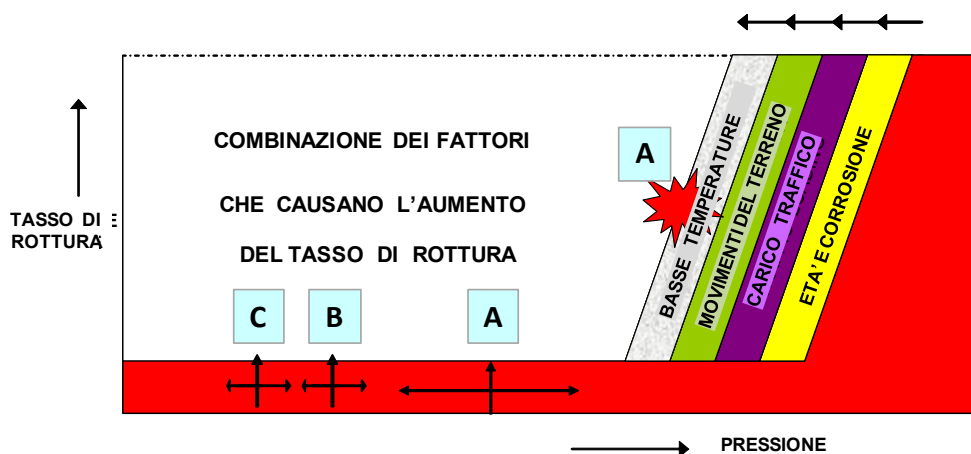 COMBINAZIONE DEI FATTORI
CHE CAUSANO L'AUMENTO
DEL TASSO DI ROTTURA
TASSO DI
ROTTURA
A
BASSE TEMPERATURE
MOVIMENTI DEL TERRENO
CARICO TRAFFICO
ETA' E CORROSIONE
C
B
A
PRESSIONE